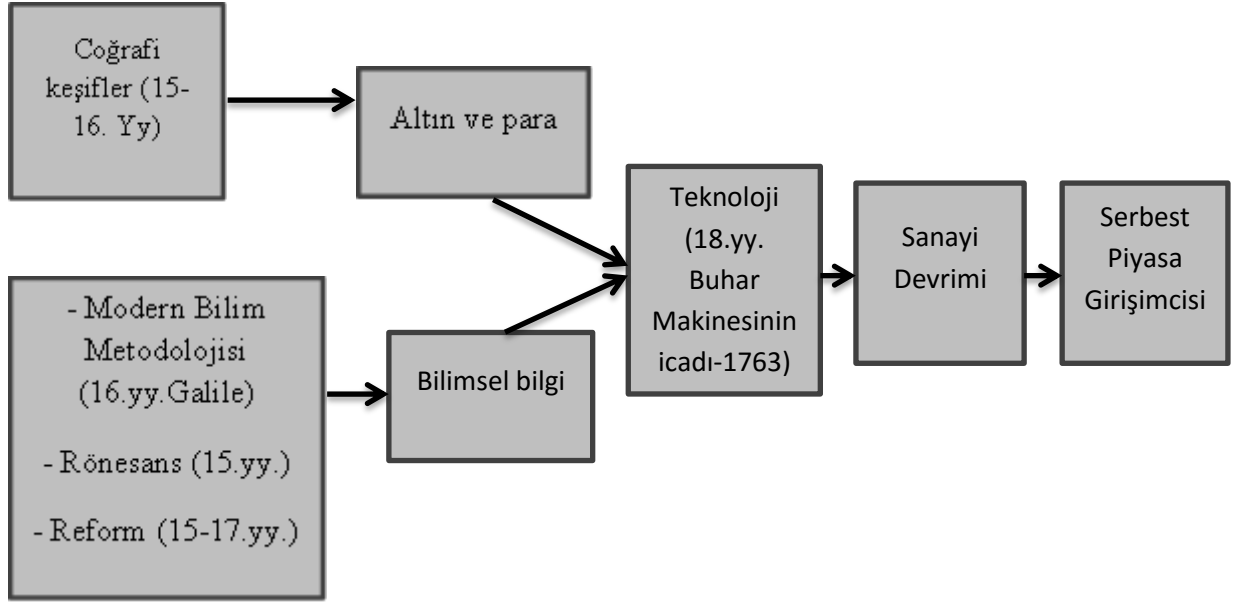 Coğrafi
keşifler (15-
16. Yy)
Altın ve para
Teknoloji
(18.yy.
Buhar
Makinesinin
icadı-1763)
Sanayi
Devrimi
Serbest
Piyasa
Girişimcisi
- Modern Bilim
Metodolojisi
(16.yy.Galile)
- Rönesans (15.yy.)
- Reform (15-17.yy.)
Bilimsel bilgi